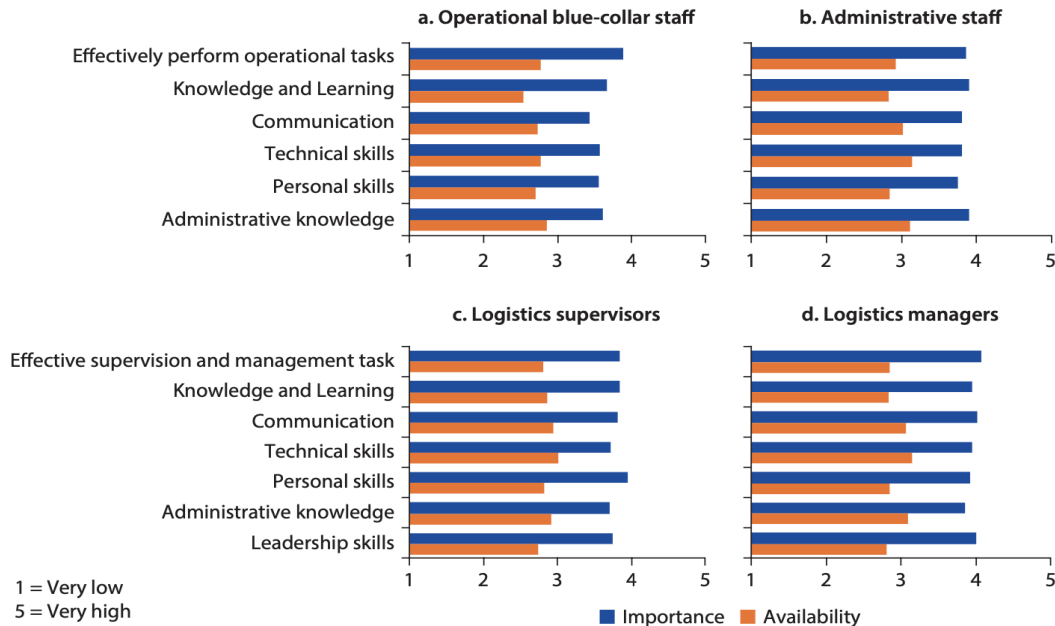 a. Operational blue-collar staff
Effectively perform operational tasks
Knowledge and Learning
Communication
Technical skills
Personal skills
Administrative knowledge
1 2 3 4 5
b. Administrative staff
1 2 3 4 5
c. Logistics supervisors
Effective supervision and management task
Knowledge and Learning
Communication
Technical skills
Personal skills
Administrative knowledge
Leadership skills
1 2 3 4 5
d. Logistics managers
1 2 3 4 5
1 = Very low
5 = Very high
Importance Availability